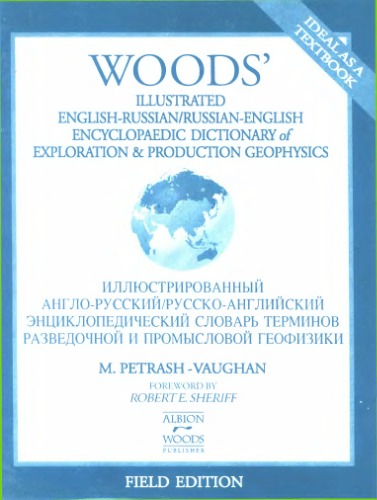 IDEAL AS A
TEXTBOOK
WOODS’
ILLUSTRATED
ENGLISH-RUSSIAN/RUSSIAN-ENGLISH
ENCYCLOPAEDIC DICTIONARY of
EXPLORATION & PRODUCTION GEOPHYSICS
ИЛЛЮСТРИРОВАННЫЙ
АНГЛО-РУССКИЙ/РУССКО-АНГЛИЙСКИЙ
ЭНЦИКЛОПЕДИЧЕСКИЙ СЛОВАРЬ ТЕРМИНОВ
РАЗВЕДОЧНОЙ И ПРОМЫСЛОВОЙ ГЕОФИЗИКИ
M. PETRASH-VAUGHAN
FOREWORD BY
ROBERT E. SHERIFF
ALBION
WOODS
PUBLISHER
FIELD EDITION